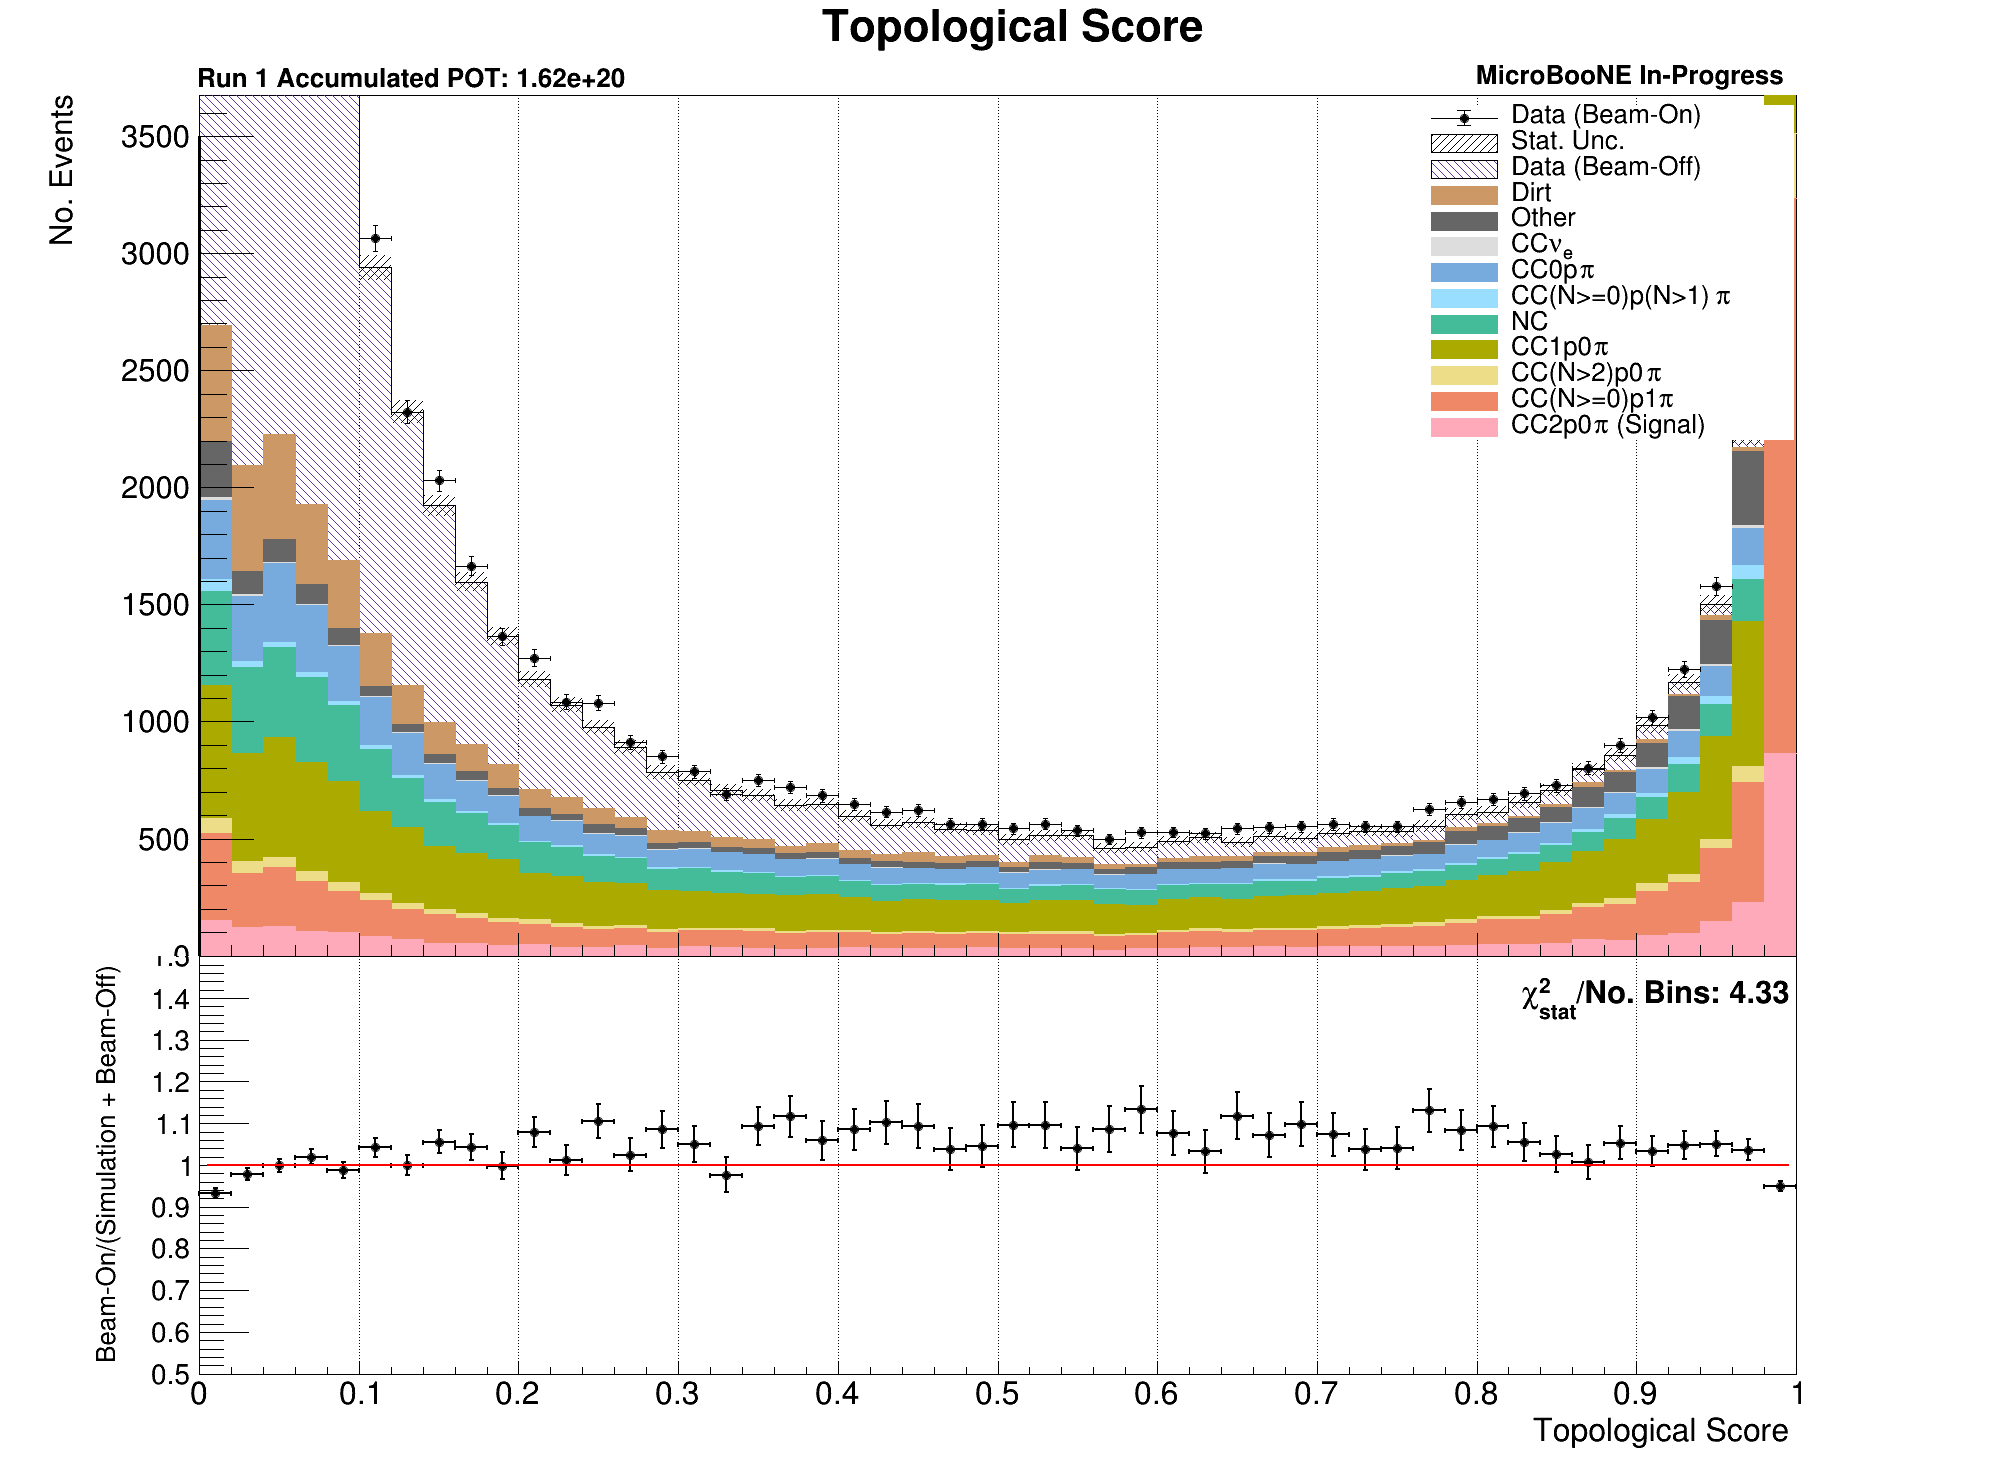 Topological Score
Run 1 Accumulated POT: 1.62e+20
MicroBooNE In-Progress
No. Events
3500
3000
2500
2000
1500
1000
500
0
Data (Beam-On)
Stat. Unc.
Data (Beam-Off)
Dirt
Other
CCνe
CC0pπ
CC(N>=0)p(N>1) π
NC
CC1p0π
CC(N>2)p0π
CC(N>=0)p1π
CC2p0π (Signal)
Beam-On/(Simulation + Beam-Off)
χ²stat/No. Bins: 4.33
1.4
1.3
1.2
1.1
1
0.9
0.8
0.7
0.6
0.5
0 0.1 0.2 0.3 0.4 0.5 0.6 0.7 0.8 0.9 1
Topological Score